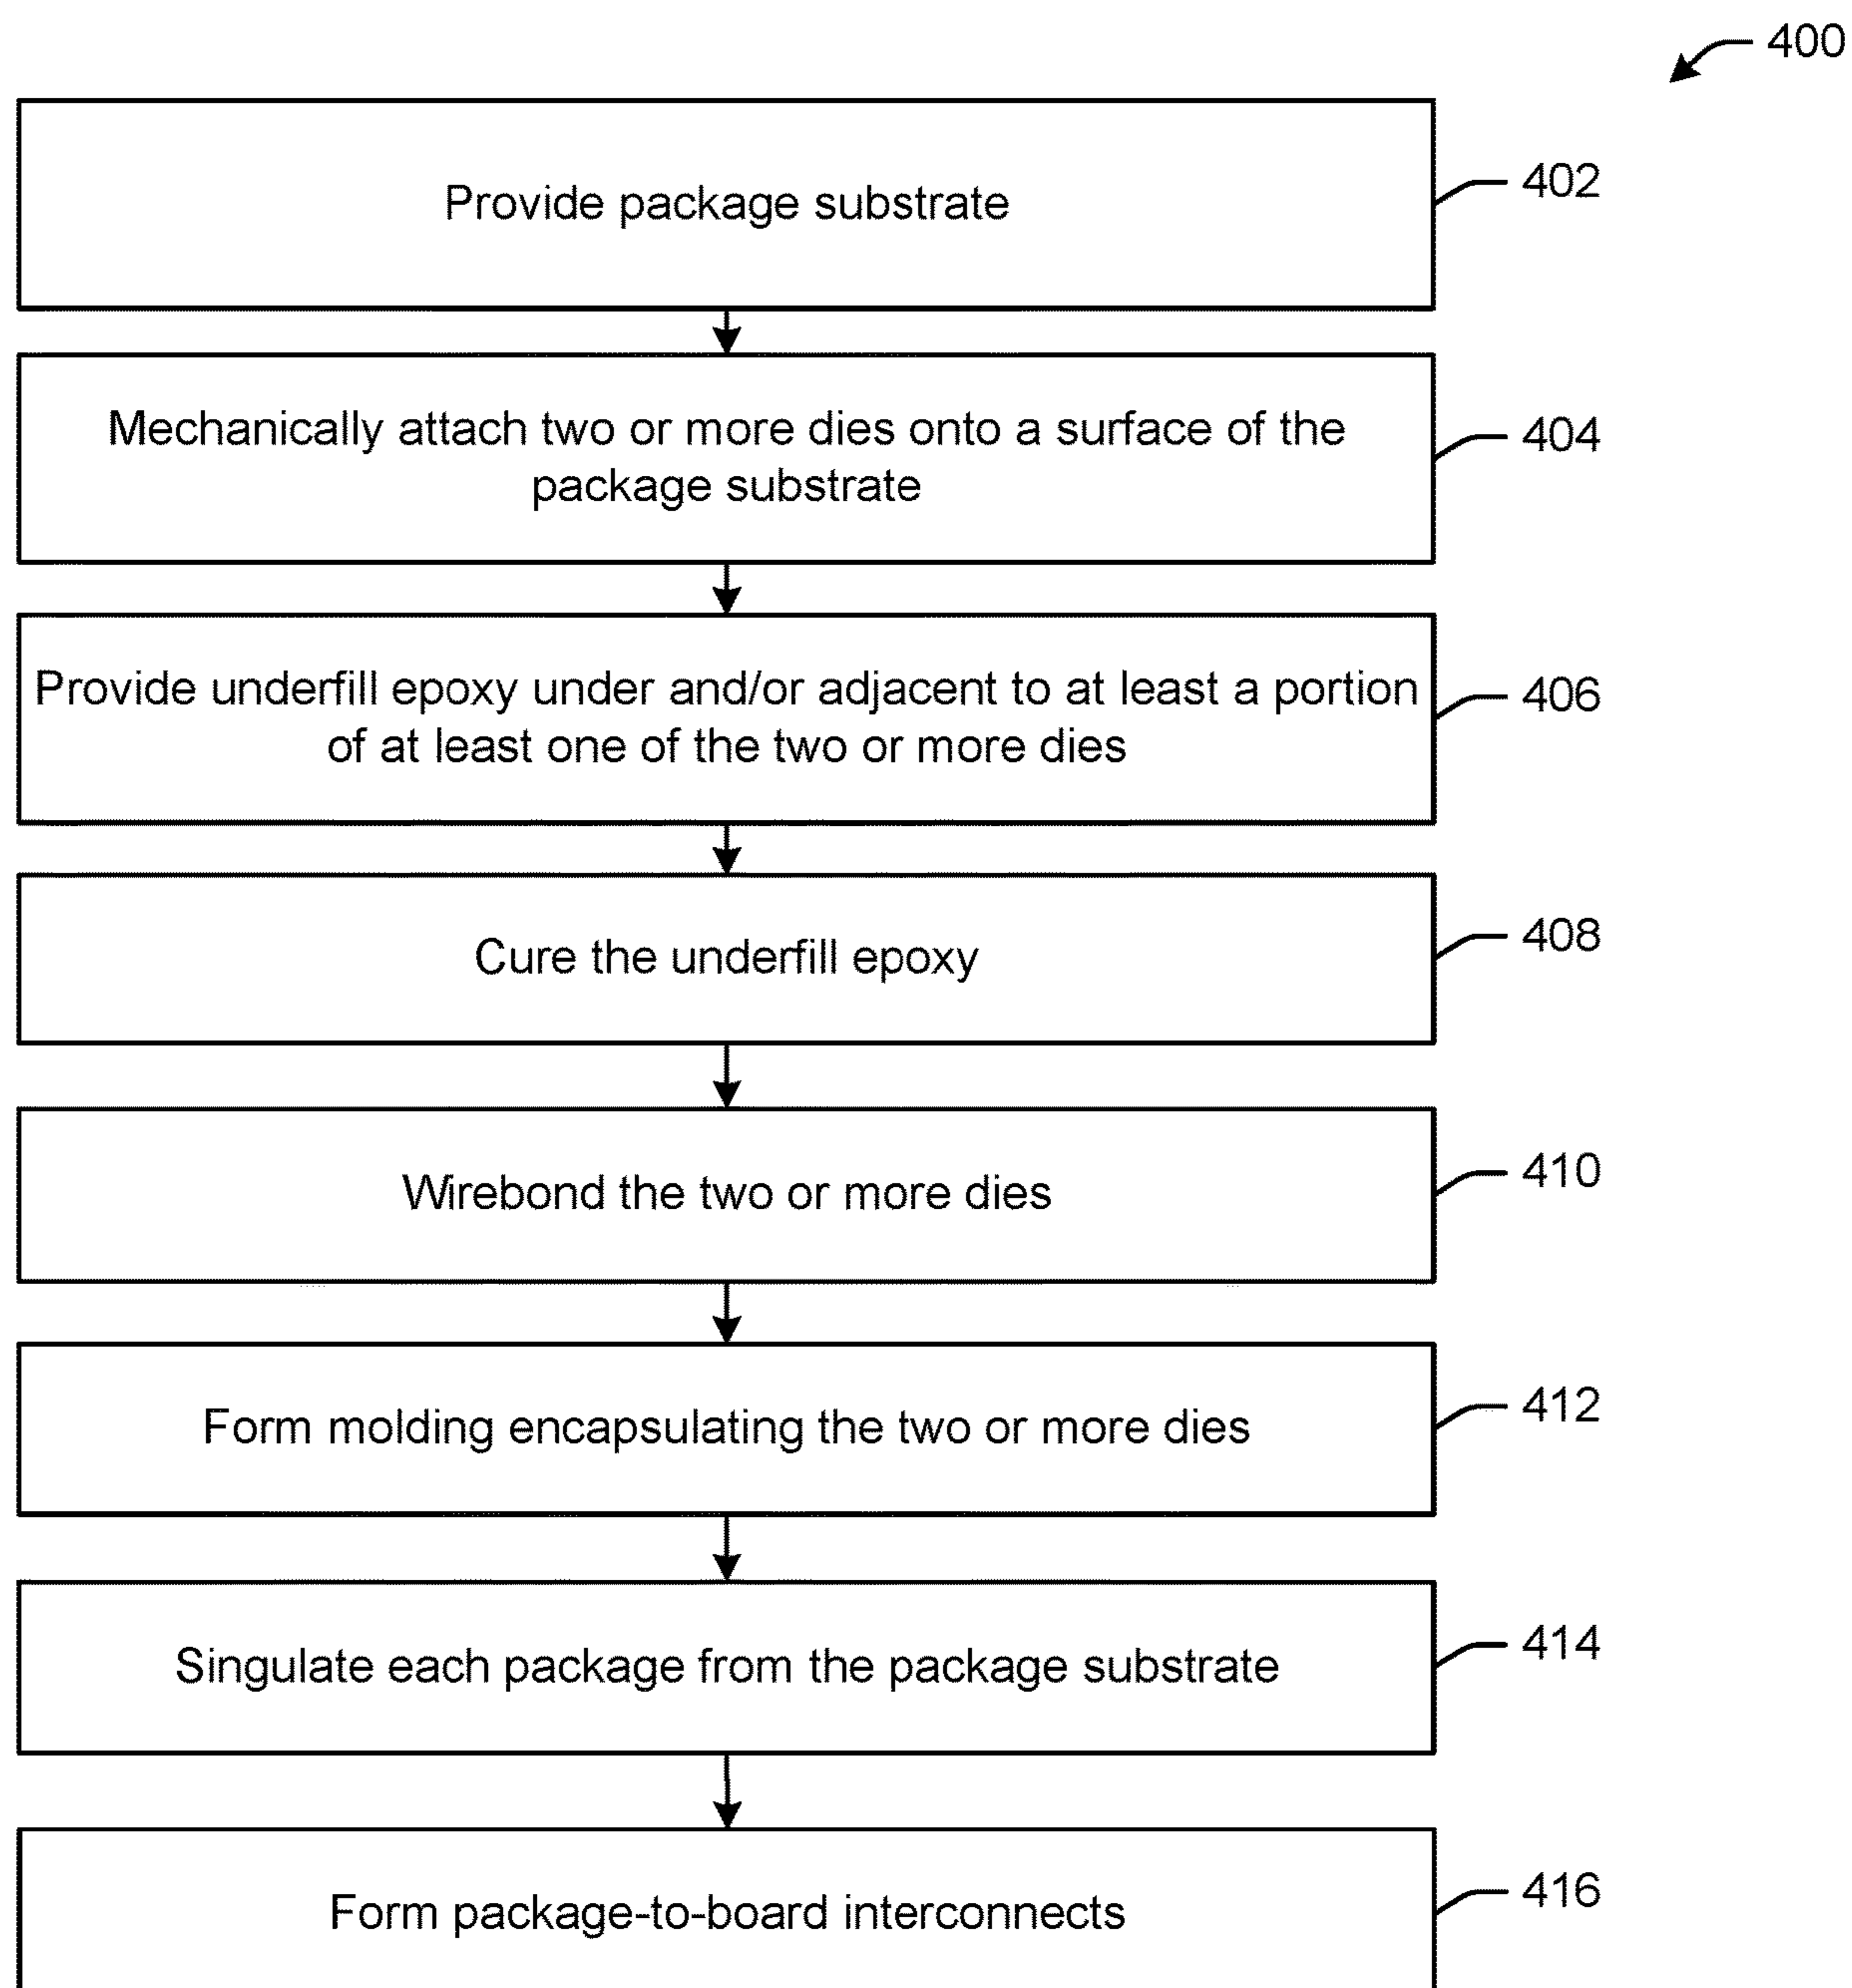 400
Provide package substrate
402
Mechanically attach two or more dies onto a surface of the
package substrate
404
Provide underfill epoxy under and/or adjacent to at least a portion
of at least one of the two or more dies
406
Cure the underfill epoxy
408
Wirebond the two or more dies
410
Form molding encapsulating the two or more dies
412
Singulate each package from the package substrate
414
Form package-to-board interconnects
416